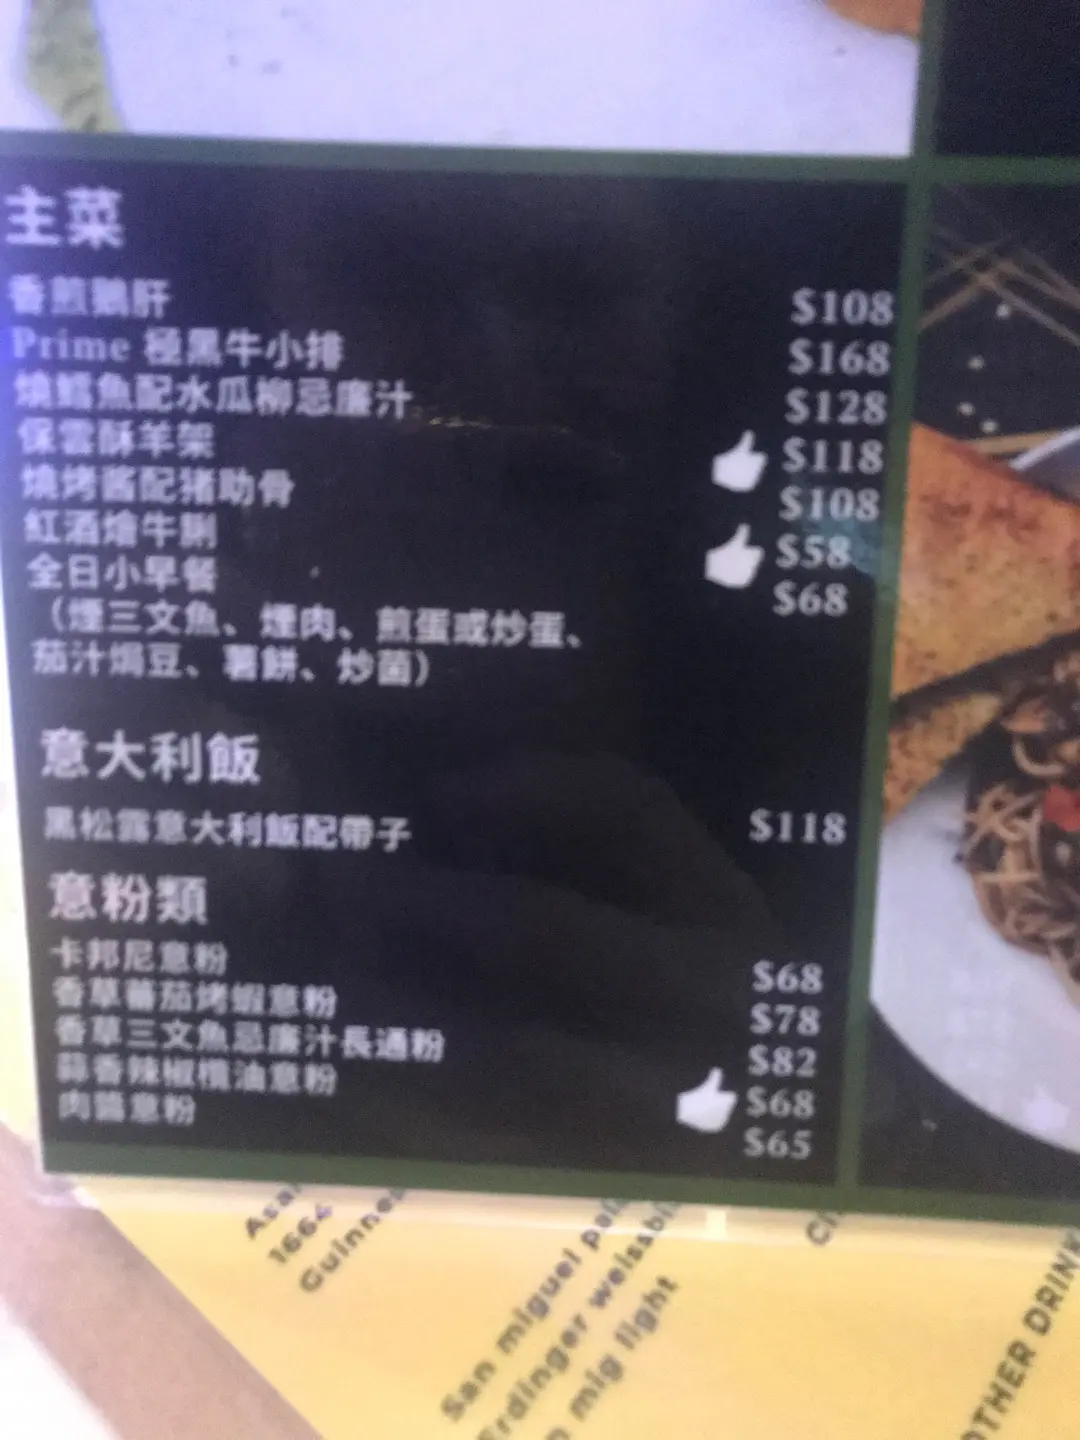 主菜
香煎鵝肝 $108
Prime 極黑牛小排 $168
燒鱈魚配水瓜柳忌廉汁 $128
保雲酥羊架 $118
燒烤醬配猪助骨 $108
紅酒燴牛脷 $58
全日小早餐 $68
(煙三文魚、煙肉、煎蛋或炒蛋、
茄汁焗豆、薯餅、炒菌)
意大利飯
黑松露意大利飯配帶子 $118
意粉類
卡邦尼意粉 $68
香草蕃茄烤蝦意粉 $78
香草三文魚忌廉汁長通粉 $82
蒜香辣椒欖油意粉 $68
肉醬意粉 $65
1664
San miguel
Erdinger weissbi
mig light
OTHER DRINK